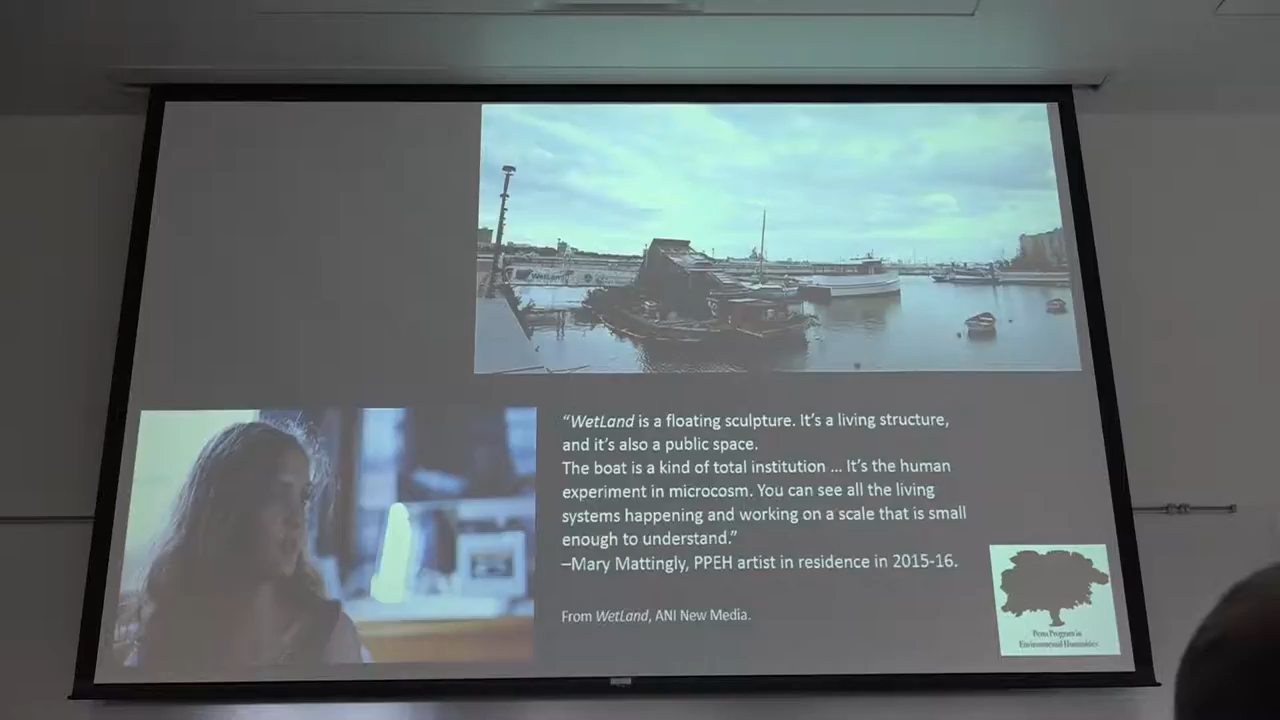 WetLand
"WetLand is a floating sculpture. It's a living structure,
and it's also a public space.
The boat is a kind of total institution ... It's the human
experiment in microcosm. You can see all the living
systems happening and working on a scale that is small
enough to understand."
–Mary Mattingly, PPEH artist in residence in 2015-16.
From WetLand, ANI New Media.
Penn Program in
Environmental Humanities